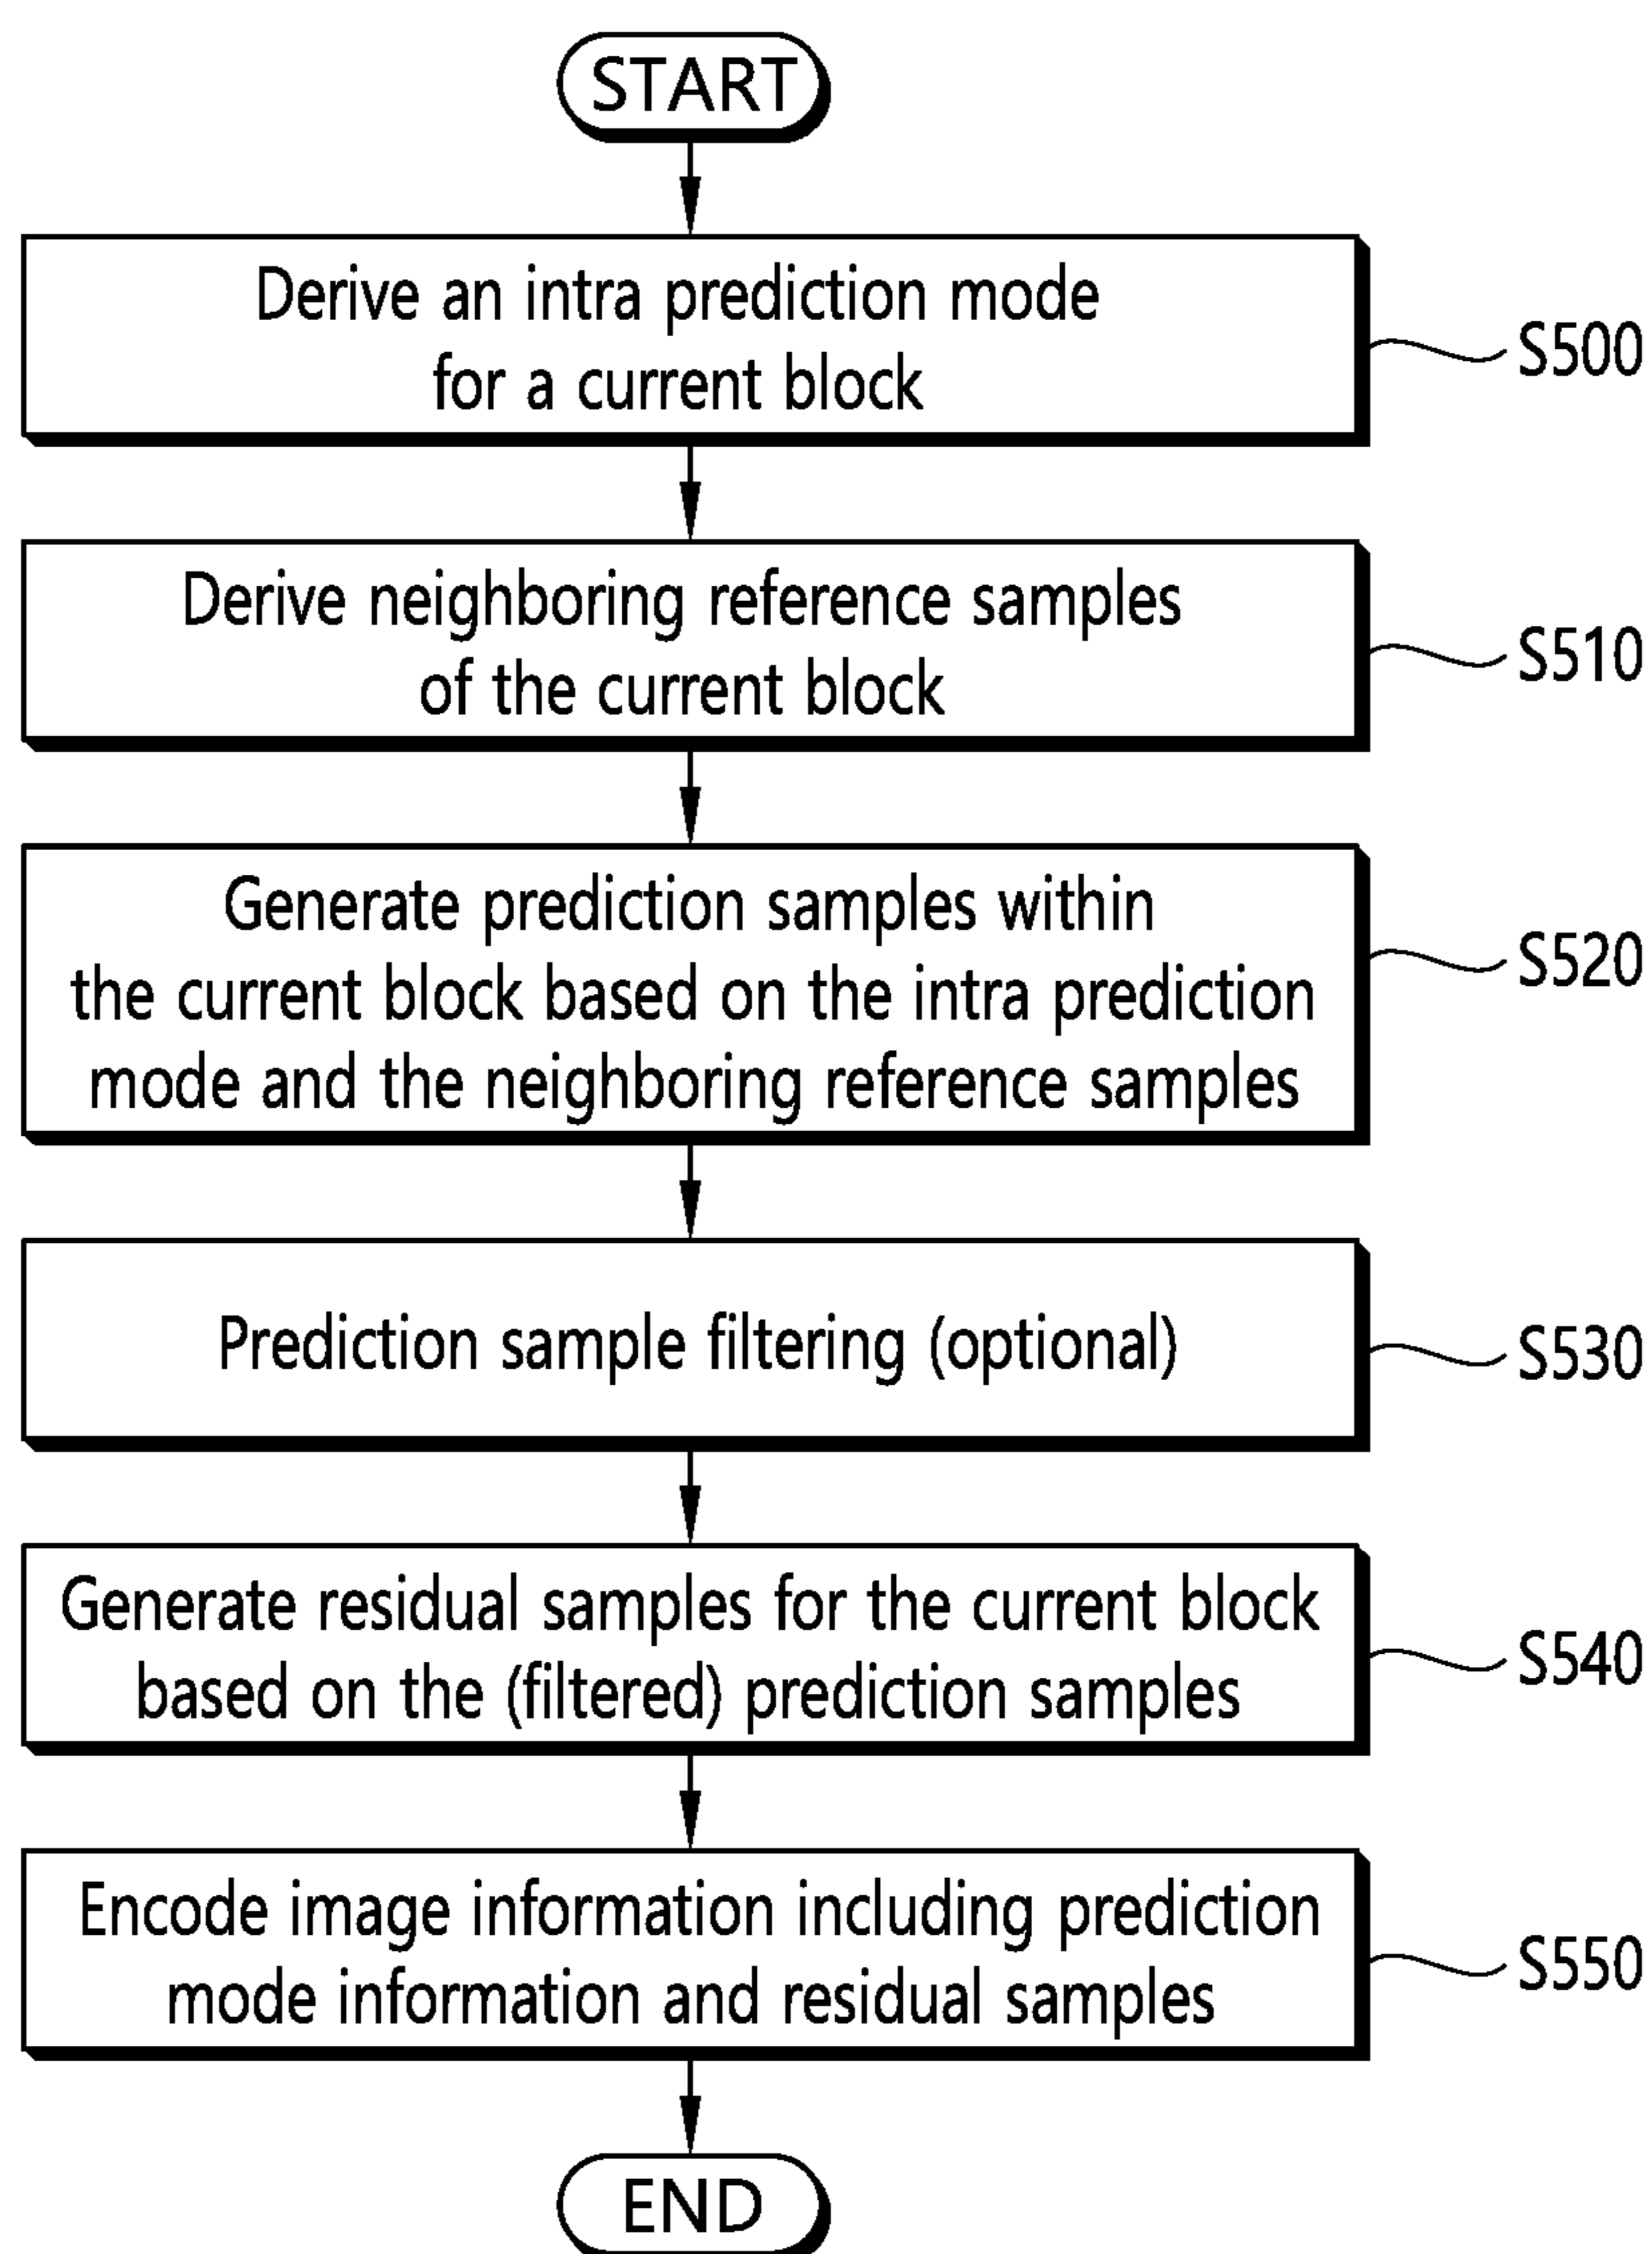 START
Derive an intra prediction mode
for a current block
S500
Derive neighboring reference samples
of the current block
S510
Generate prediction samples within
the current block based on the intra prediction
mode and the neighboring reference samples
S520
Prediction sample filtering (optional)
S530
Generate residual samples for the current block
based on the (filtered) prediction samples
S540
Encode image information including prediction
mode information and residual samples
S550
END